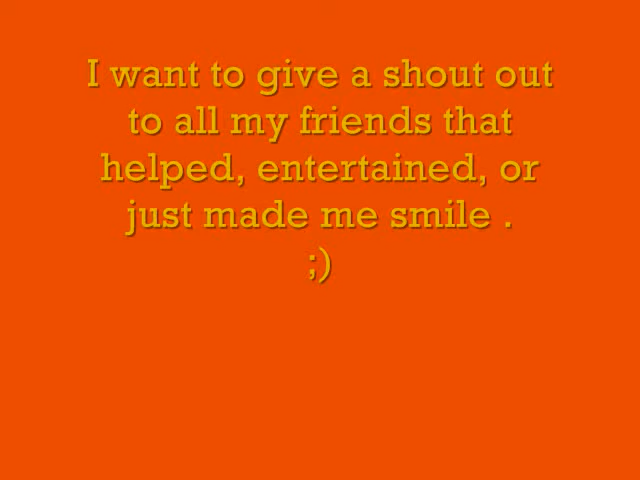 I want to give a shout out
to all my friends that
helped, entertained, or
just made me smile .
;)